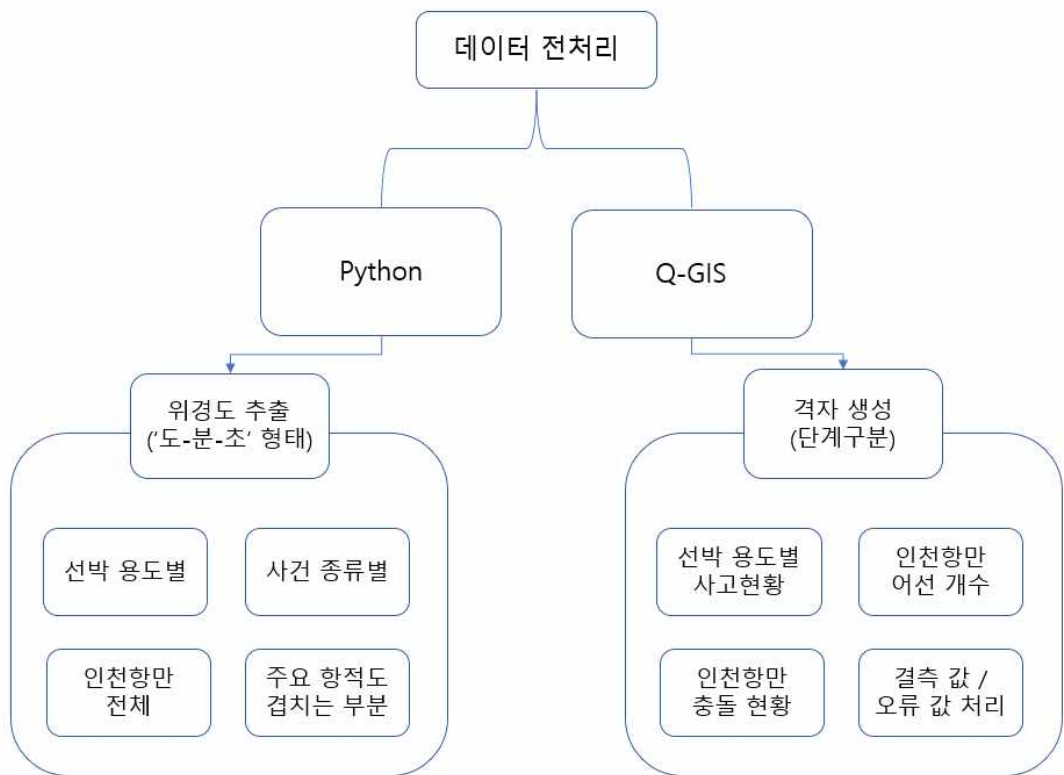 데이터 전처리
Python
Q-GIS
위경도 추출
('도-분-초' 형태)
선박 용도별
사건 종류별
인천항만
전체
주요 항적도
겹치는 부분
격자 생성
(단계구분)
선박 용도별
사고현황
인천항만
어선 개수
인천항만
충돌 현황
결측 값 /
오류 값 처리